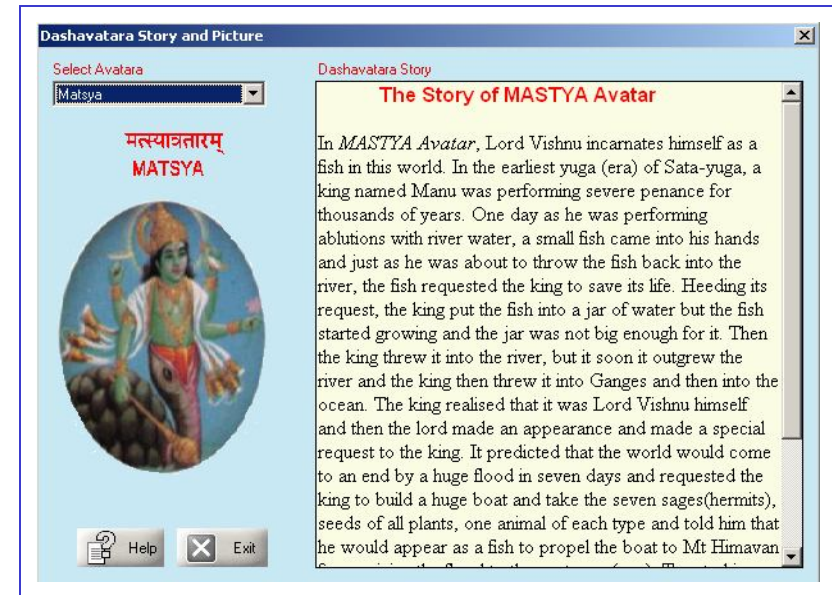 Dashavatara Story and Picture
Select Avatara
Matsya
मत्स्यावतारम्
MATSYA
Help
Exit
Dashavatara Story
The Story of MASTYA Avatar
In MASTYA Avatar, Lord Vishnu incarnates himself as a
fish in this world. In the earliest yuga (era) of Sata-yuga, a
king named Manu was performing severe penance for
thousands of years. One day as he was performing
ablutions with river water, a small fish came into his hands
and just as he was about to throw the fish back into the
river, the fish requested the king to save its life. Heeding its
request, the king put the fish into a jar of water but the fish
started growing and the jar was not big enough for it. Then
the king threw it into the river, but it soon it outgrew the
river and the king then threw it into Ganges and then into the
ocean. The king realised that it was Lord Vishnu himself
and then the lord made an appearance and made a special
request to the king. It predicted that the world would come
to an end by a huge flood in seven days and requested the
king to build a huge boat and take the seven sages(hermits),
seeds of all plants, one animal of each type and told him that
he would appear as a fish to propel the boat to Mt Himavan